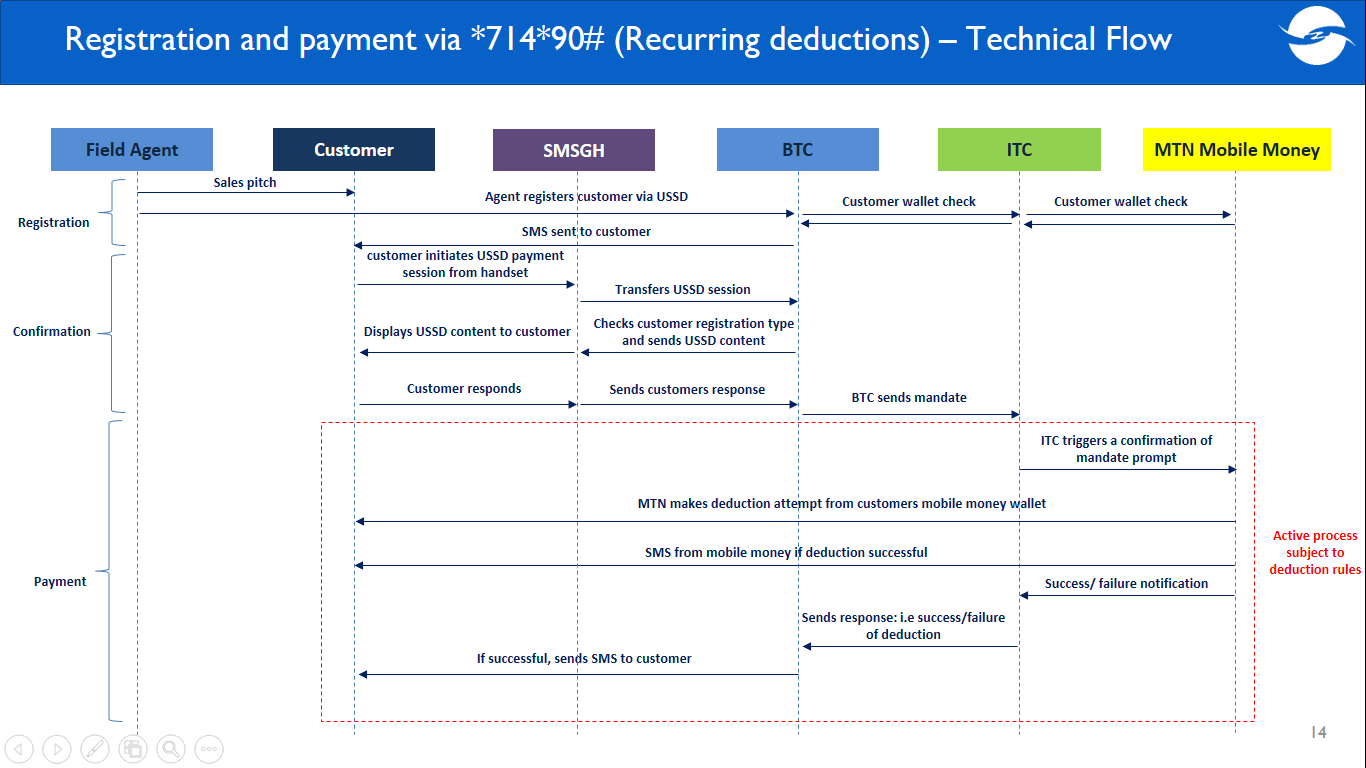 Registration and payment via *714*90# (Recurring deductions) – Technical Flow
Field Agent
Customer
SMSGH
BTC
ITC
MTN Mobile Money
Sales pitch
Agent registers customer via USSD
Customer wallet check
Customer wallet check
Registration
SMS sent to customer
customer initiates USSD payment
session from handset
Transfers USSD session
Confirmation
Displays USSD content to customer
Checks customer registration type
and sends USSD content
Customer responds
Sends customers response
BTC sends mandate
ITC triggers a confirmation of
mandate prompt
MTN makes deduction attempt from customers mobile money wallet
SMS from mobile money if deduction successful
Active process
subject to
deduction rules
Payment
Success/ failure notification
Sends response: i.e success/failure
of deduction
If successful, sends SMS to customer
14